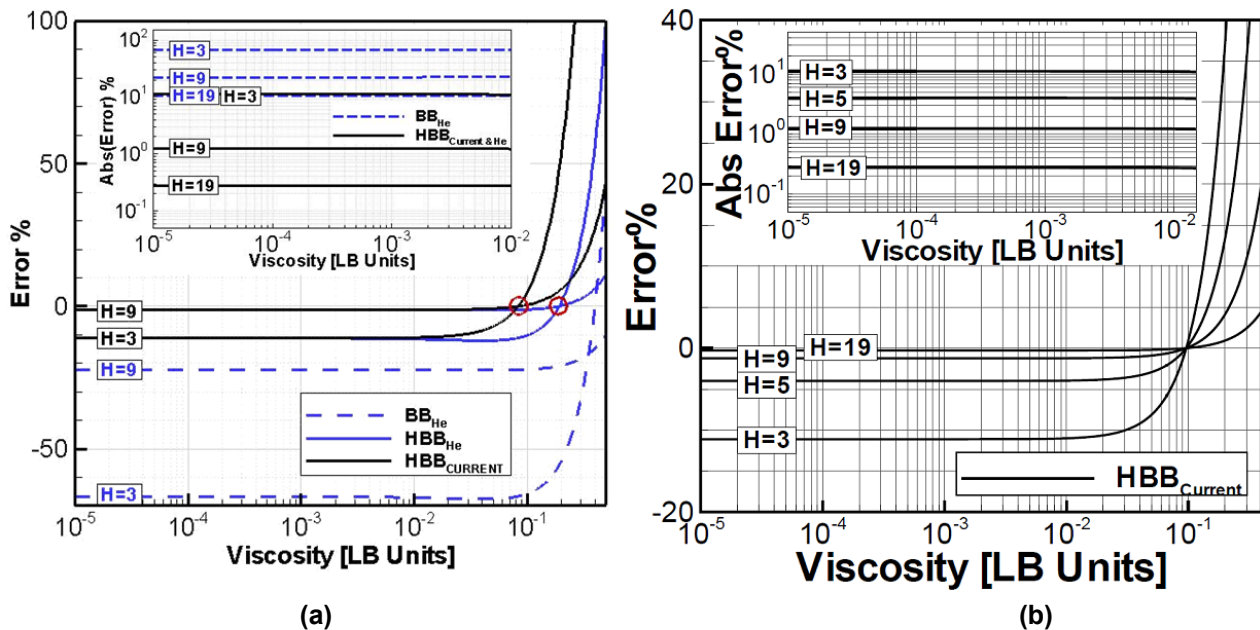 100
50
0
-50
Error %
10^-5
10^-4
10^-3
10^-2
10^-1
Viscosity [LB Units]
H=9
H=3
H=9
H=3
BB_He
HBB_He
HBB_CURRENT
10^2
10^1
10^0
10^-1
Abs(Error) %
H=3
H=9
H=19 H=3
H=9
H=19
BB_He
HBB_Current & He
10^-5
10^-4
10^-3
10^-2
Viscosity [LB Units]
(a)
40
20
0
-20
Error%
10^-5
10^-4
10^-3
10^-2
10^-1
Viscosity [LB Units]
H=19
H=9
H=5
H=3
HBB_Current
10^1
10^0
10^-1
Abs Error%
H=3
H=5
H=9
H=19
10^-5
10^-4
10^-3
10^-2
Viscosity [LB Units]
(b)